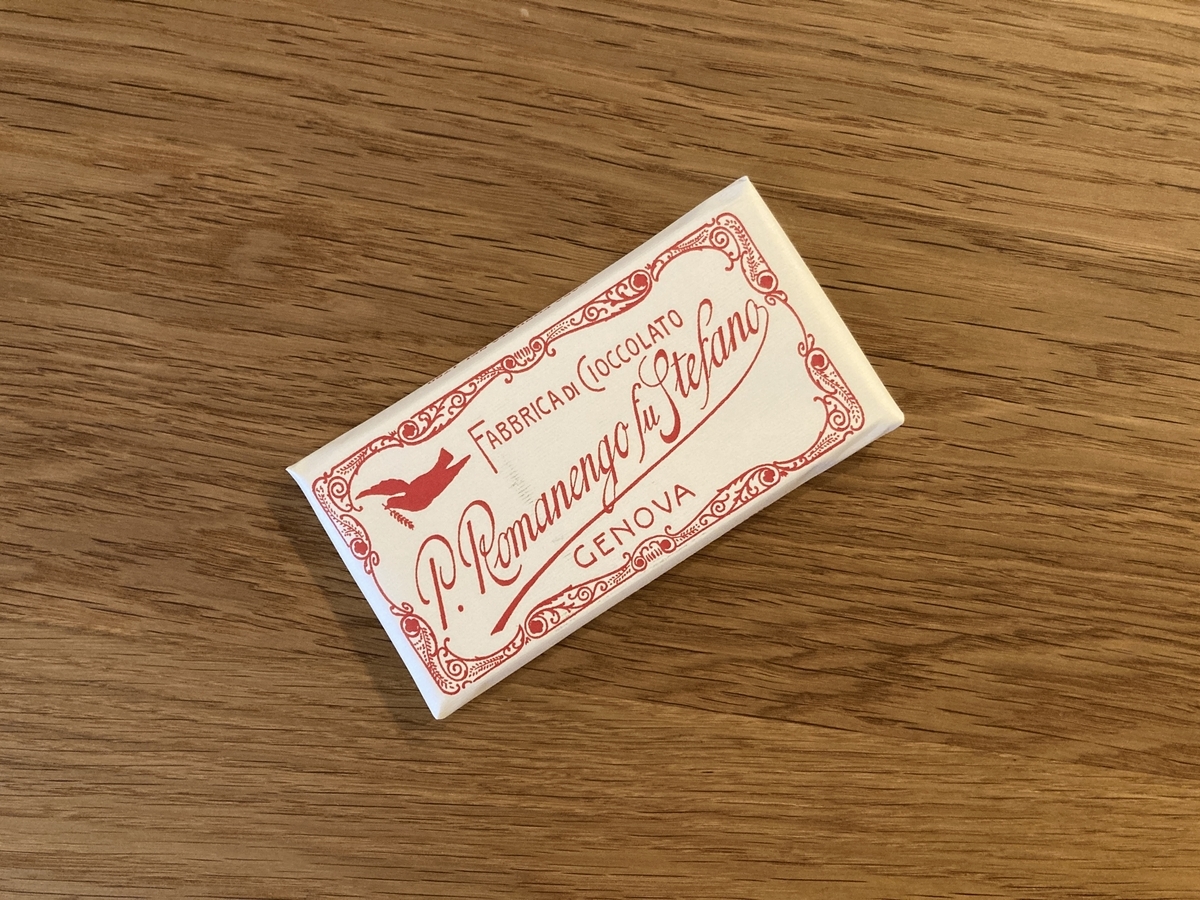 FABBRICA DI CIOCCOLATO
P. Romanengo fu Stefano
GENOVA